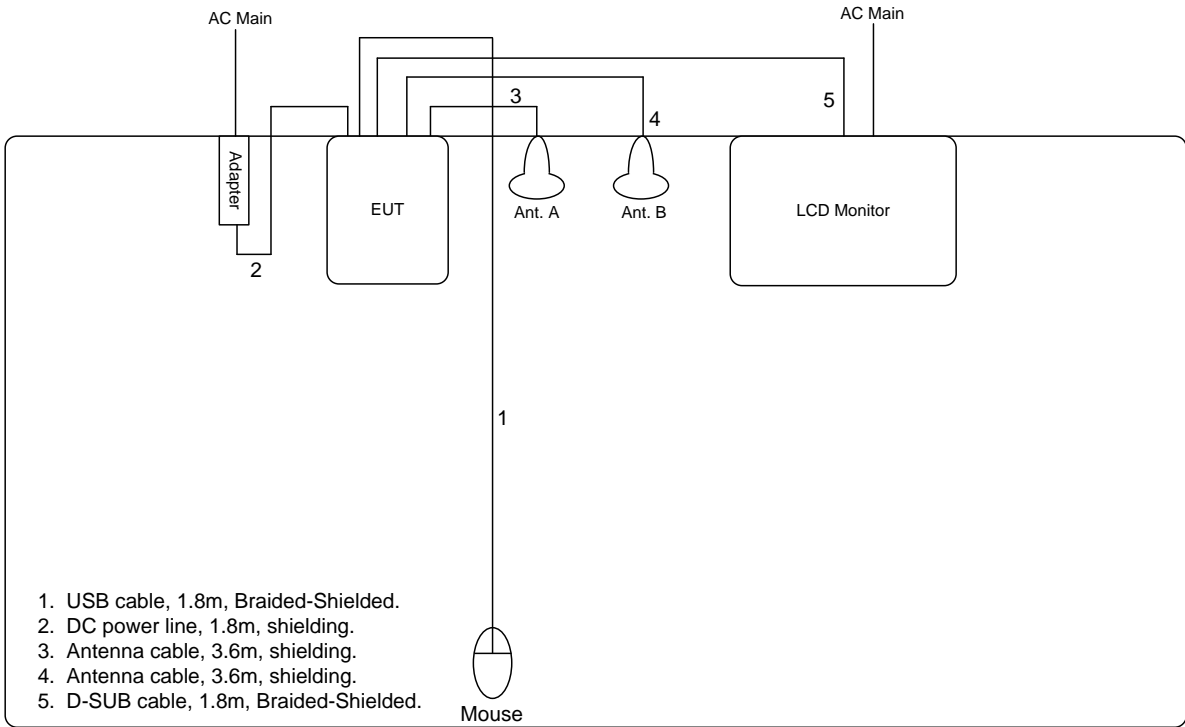 AC Main
AC Main
3
4
5
Adapter
EUT
Ant. A
Ant. B
LCD Monitor
2
1
1. USB cable, 1.8m, Braided-Shielded.
2. DC power line, 1.8m, shielding.
3. Antenna cable, 3.6m, shielding.
4. Antenna cable, 3.6m, shielding.
5. D-SUB cable, 1.8m, Braided-Shielded.
Mouse